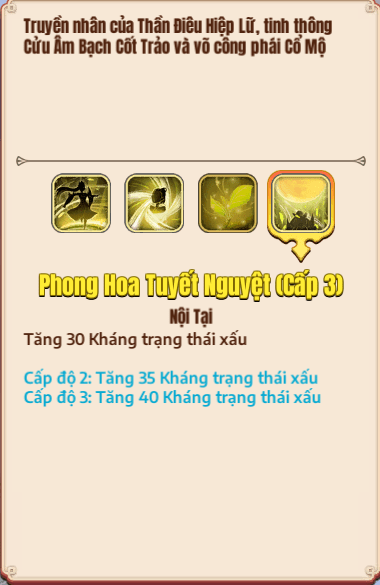 Truyền nhân của Thần Điêu Hiệp Lữ, tinh thông
Cửu Âm Bạch Cốt Trảo và võ công phái Cổ Mộ
Phong Hoa Tuyết Nguyệt (Cấp 3)
Nội Tại
Tăng 30 Kháng trạng thái xấu
Cấp độ 2: Tăng 35 Kháng trạng thái xấu
Cấp độ 3: Tăng 40 Kháng trạng thái xấu